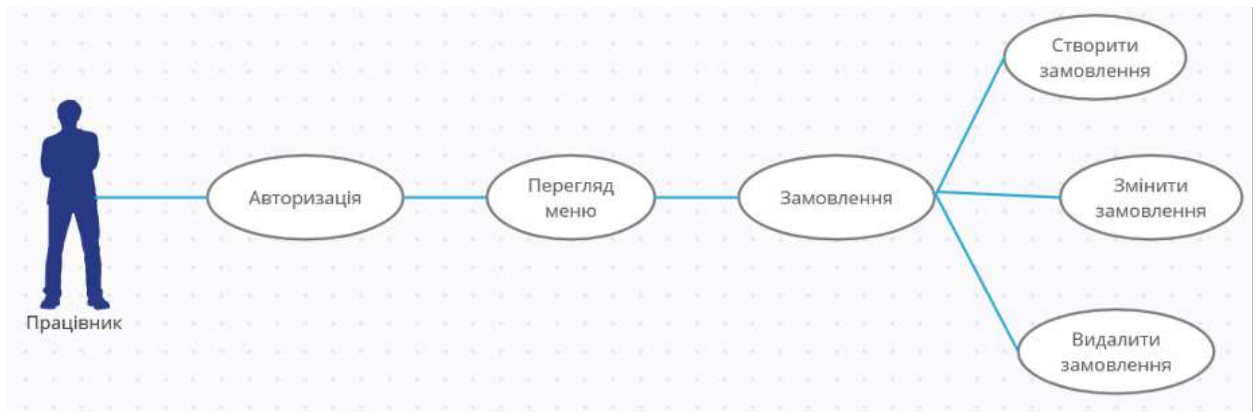 Створити
замовлення
Авторизація
Перегляд
меню
Замовлення
Змінити
замовлення
Працівник
Видалити
замовлення